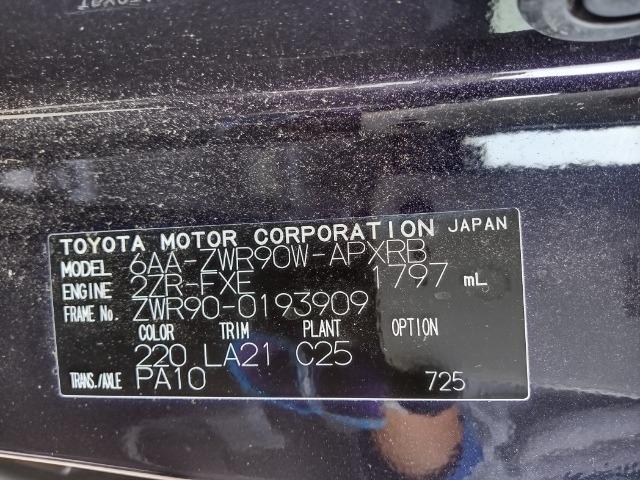 TOYOTA MOTOR CORPORATION JAPAN
MODEL 6AA-ZWR90W-APXRB
ENGINE 2ZR-FXE 1797 mL
FRAME No. ZWR90-0193909
COLOR TRIM PLANT OPTION
220 LA21 C25
TRANS./AXLE PA10 725